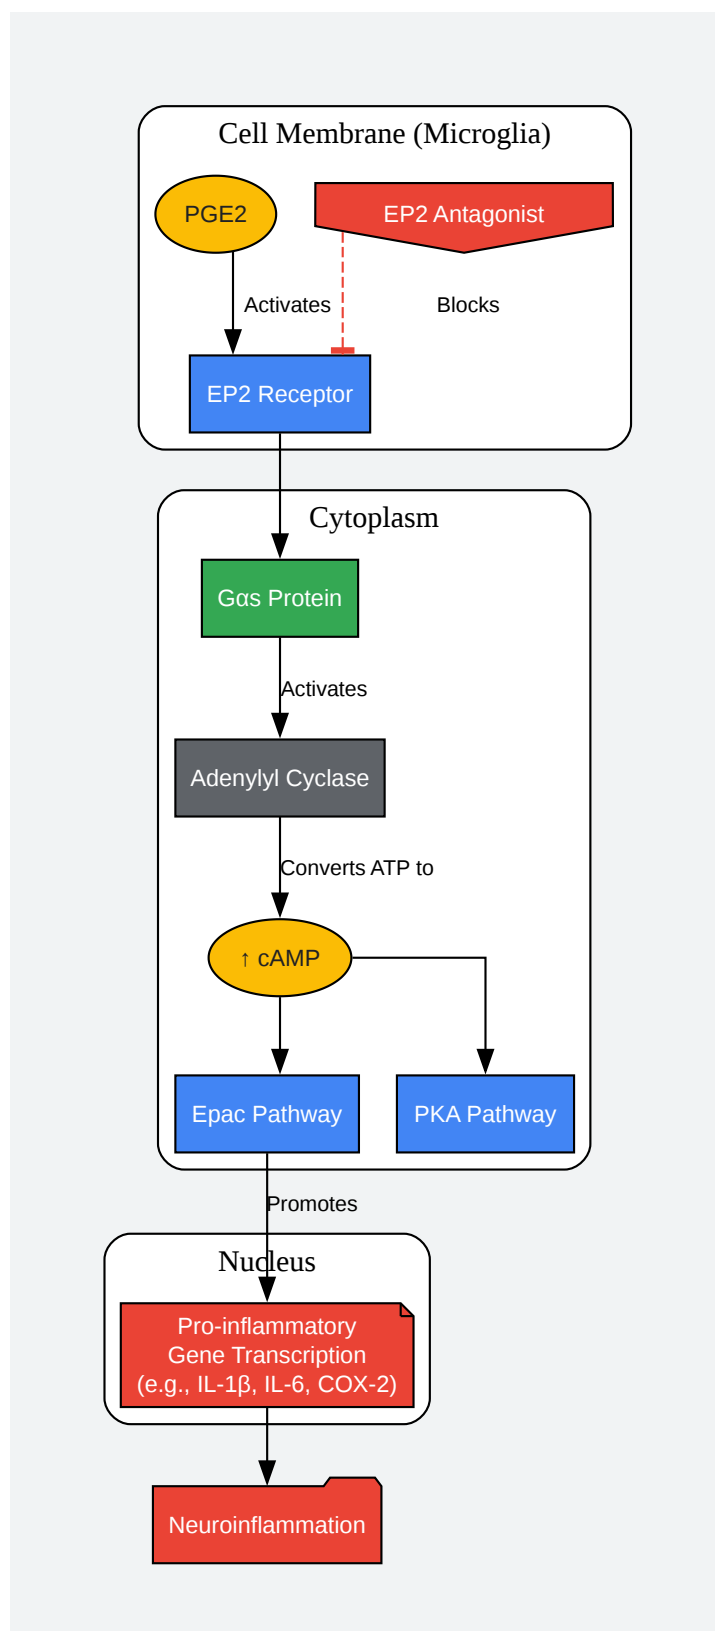 Cell Membrane (Microglia)
PGE2
EP2 Antagonist
Activates
Blocks
EP2 Receptor
Cytoplasm
Gαs Protein
Activates
Adenylyl Cyclase
Converts ATP to
↑ cAMP
Epac Pathway
PKA Pathway
Promotes
Nucleus
Pro-inflammatory
Gene Transcription
(e.g., IL-1β, IL-6, COX-2)
Neuroinflammation